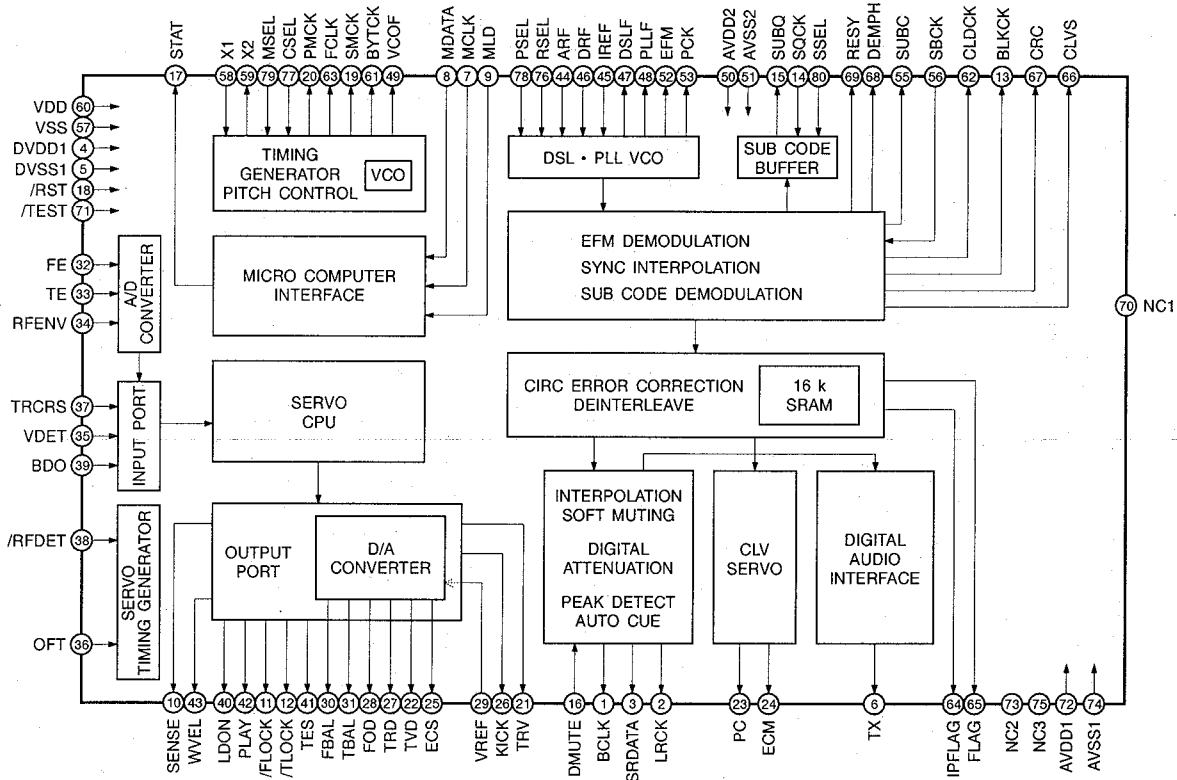 STAT
X1
X2
MSEL
CSEL
PMCK
FCLK
SMCK
BYTCK
VCOF
MDATA
MCLK
MLD
PSEL
RSEL
ARF
DRF
IREF
DSLF
PLLF
EFM
PCK
AVDD2
AVSS2
SUBQ
SQCK
SSEL
RESY
DEMPH
SUBC
SBCK
CLDCK
BLKCK
CRC
CLVS
17 58 59 79 77 20 63 19 61 49 8 7 9 78 76 44 46 45 47 48 52 53 50 51 15 14 80 69 68 55 56 62 13 67 66
VDD 60
VSS 57
DVDD1 4
DVSS1 5
/RST 18
/TEST 71
FE 32
TE 33
RFENV 34
TRCRS 37
VDET 35
BDO 39
/RFDET 38
OFT 36
TIMING
GENERATOR
PITCH CONTROL
VCO
DSL • PLL VCO
SUB CODE
BUFFER
A/D
CONVERTER
MICRO COMPUTER
INTERFACE
EFM DEMODULATION
SYNC INTERPOLATION
SUB CODE DEMODULATION
70 NC1
INPUT PORT
SERVO
CPU
CIRC ERROR CORRECTION
DEINTERLEAVE
16 k
SRAM
SERVO
TIMING GENERATOR
OUTPUT
PORT
D/A
CONVERTER
INTERPOLATION
SOFT MUTING
DIGITAL
ATTENUATION
PEAK DETECT
AUTO CUE
CLV
SERVO
DIGITAL
AUDIO
INTERFACE
10 43 40 42 11 12 41 30 31 28 27 22 25 29 26 21 16 1 3 2 23 24 6 64 65 73 75 72 74
SENSE
WVEL
LDON
PLAY
/FLOCK
/TLOCK
TES
FBAL
TBAL
FOD
TRD
TVD
ECS
VREF
KICK
TRV
DMUTE
BCLK
SRDATA
LRCK
PC
ECM
TX
IPFLAG
FLAG
NC2
NC3
AVDD1
AVSS1